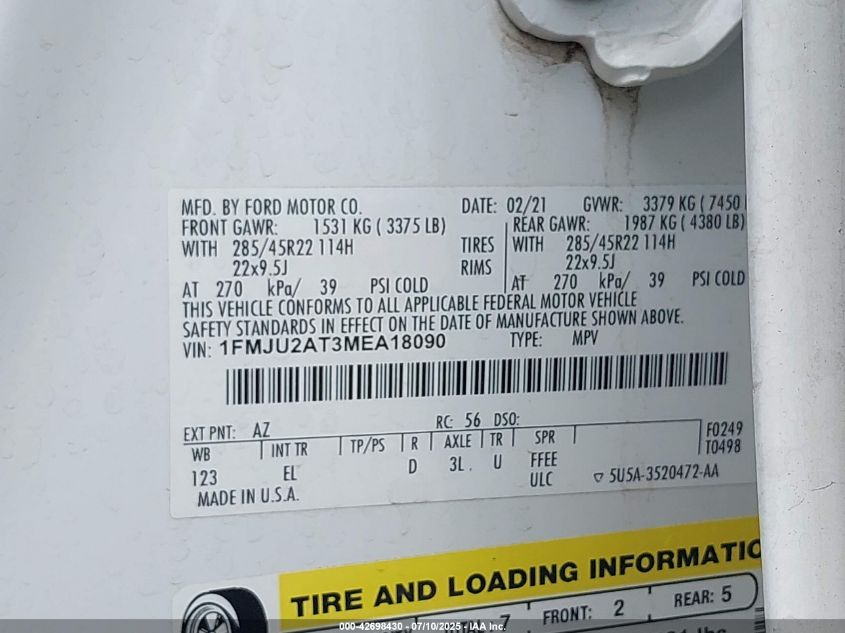 MFD. BY FORD MOTOR CO. DATE: 02/21 GVWR: 3379 KG ( 7450
FRONT GAWR: 1531 KG ( 3375 LB) REAR GAWR: 1987 KG ( 4380 LB)
WITH 285/45R22 114H TIRES WITH 285/45R22 114H
22x9.5J RIMS 22x9.5J
AT 270 kPa/ 39 PSI COLD AT 270 kPa/ 39 PSI COLD
THIS VEHICLE CONFORMS TO ALL APPLICABLE FEDERAL MOTOR VEHICLE
SAFETY STANDARDS IN EFFECT ON THE DATE OF MANUFACTURE SHOWN ABOVE.
VIN: 1FMJU2AT3MEA18090 TYPE: MPV
EXT PNT: AZ RC: 56 DSO: F0249
WB INT TR TP/PS R AXLE TR SPR T0498
123 EL D 3L. U FFEE
ULC 5U5A-3520472-AA
MADE IN U.S.A.
TIRE AND LOADING INFORMATIO
7 FRONT: 2 REAR: 5
000-42698430 - 07/10/2025 - IAA Inc.